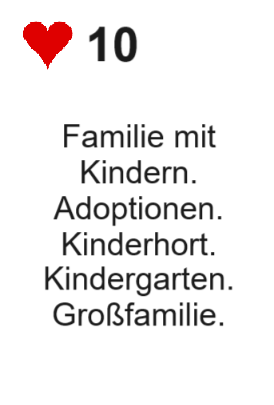 10
Familie mit
Kindern.
Adoptionen.
Kinderhort.
Kindergarten.
Großfamilie.